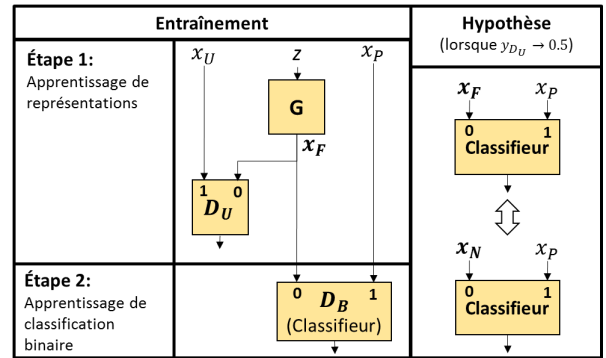 Entraînement
Hypothèse
(lorsque y_{D_U} → 0.5)
Étape 1:
Apprentissage de
représentations
x_U
z
x_P
G
x_F
1 0
D_U
x_F x_P
0 1
Classifieur
x_N x_P
0 1
Classifieur
Étape 2:
Apprentissage de
classification
binaire
0 D_B 1
(Classifieur)